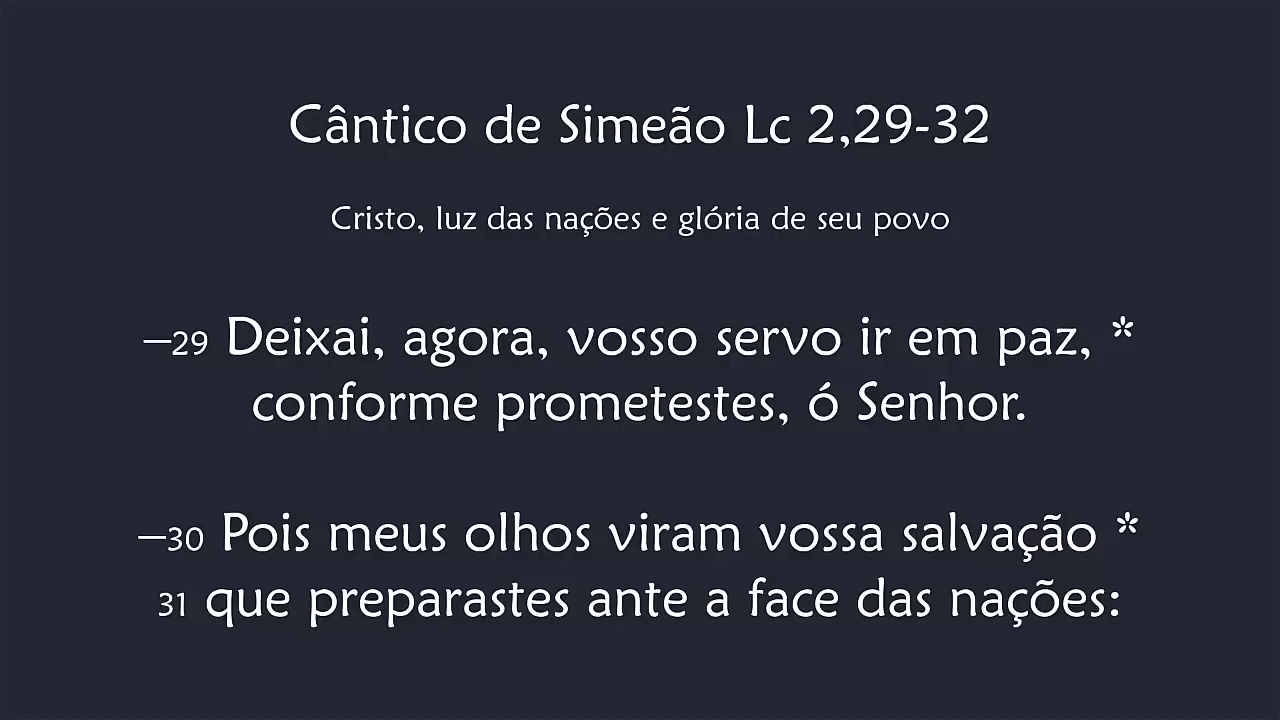 Cântico de Simeão Lc 2,29-32
Cristo, luz das nações e glória de seu povo
—29 Deixai, agora, vosso servo ir em paz, *
conforme prometestes, ó Senhor.
—30 Pois meus olhos viram vossa salvação *
31 que preparastes ante a face das nações: